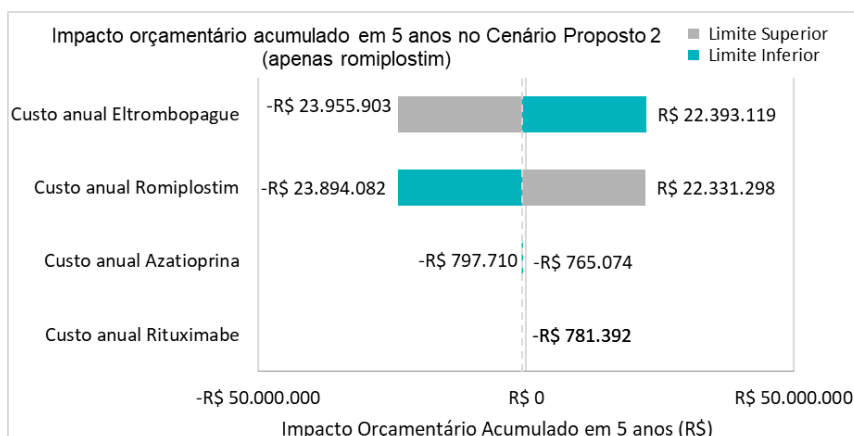 Impacto orçamentário acumulado em 5 anos no Cenário Proposto 2
(apenas romiplostim)
Limite Superior
Limite Inferior
Custo anual Eltrombopague
-R$ 23.955.903
R$ 22.393.119
Custo anual Romiplostim
-R$ 23.894.082
R$ 22.331.298
Custo anual Azatioprina
-R$ 797.710
-R$ 765.074
Custo anual Rituximabe
-R$ 781.392
-R$ 50.000.000
R$ 0
R$ 50.000.000
Impacto Orçamentário Acumulado em 5 anos (R$)